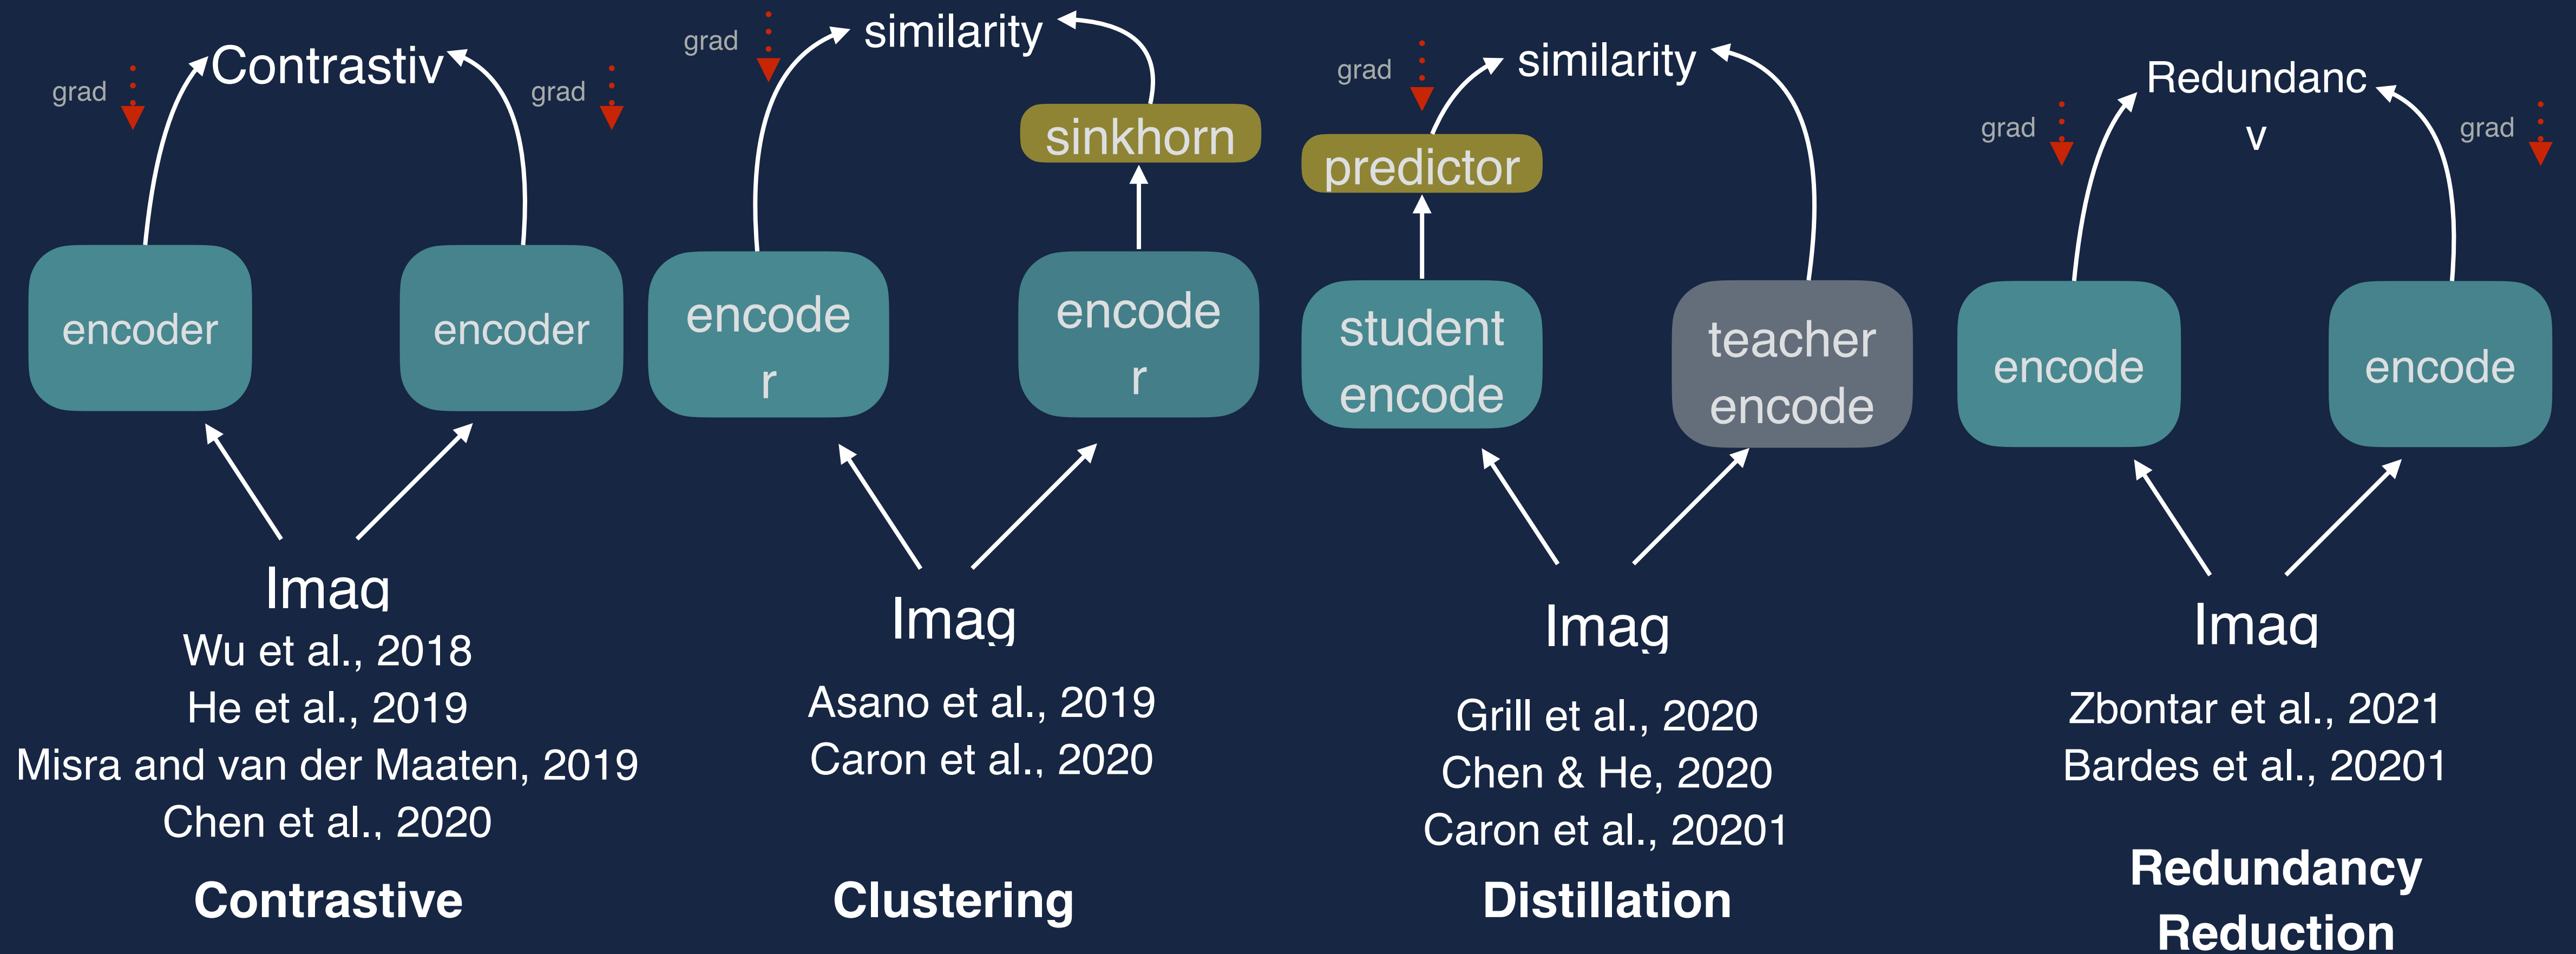 grad
Contrastiv
grad
encoder
encoder
Imag
Wu et al., 2018
He et al., 2019
Misra and van der Maaten, 2019
Chen et al., 2020
Contrastive
grad
similarity
sinkhorn
encode
r
encode
r
Imag
Asano et al., 2019
Caron et al., 2020
Clustering
grad
similarity
predictor
student
encode
teacher
encode
Imag
Grill et al., 2020
Chen & He, 2020
Caron et al., 20201
Distillation
grad
Redundanc
v
grad
encode
encode
Imag
Zbontar et al., 2021
Bardes et al., 20201
Redundancy
Reduction